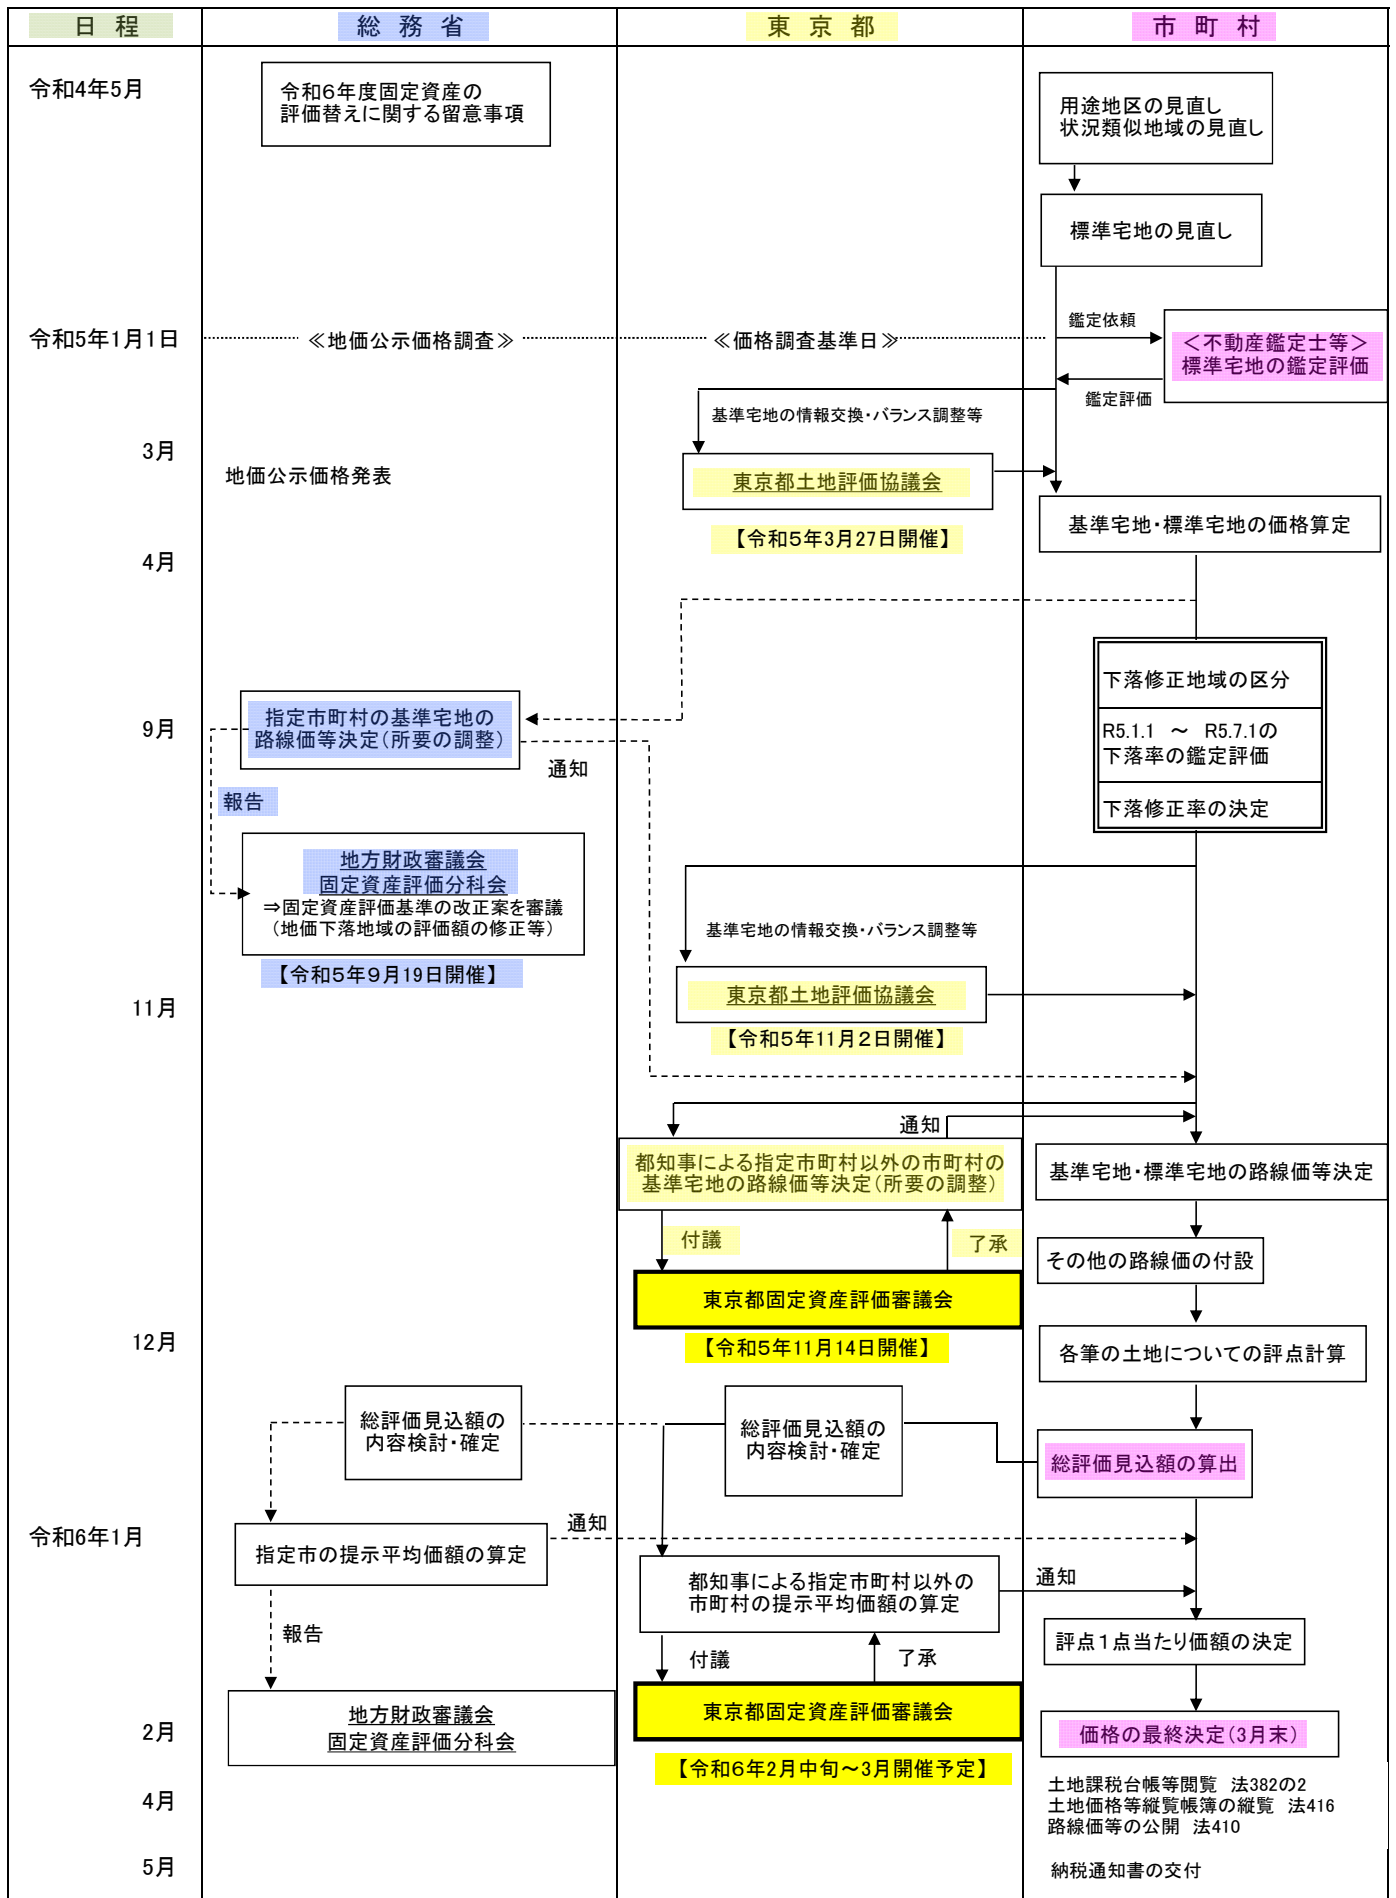 日 程
総 務 省
東 京 都
市 町 村
令和4年5月
令和6年度固定資産の
評価替えに関する留意事項
用途地区の見直し
状況類似地域の見直し
標準宅地の見直し
鑑定依頼
令和5年1月1日
≪地価公示価格調査≫
≪価格調査基準日≫
＜不動産鑑定士等＞
標準宅地の鑑定評価
鑑定評価
基準宅地の情報交換・バランス調整等
3月
地価公示価格発表
東京都土地評価協議会
【令和5年3月27日開催】
基準宅地・標準宅地の価格算定
4月
下落修正地域の区分
R5.1.1 ～ R5.7.1の
下落率の鑑定評価
下落修正率の決定
9月
指定市町村の基準宅地の
路線価等決定（所要の調整）
通知
報告
地方財政審議会
固定資産評価分科会
⇒固定資産評価基準の改正案を審議
（地価下落地域の評価額の修正等）
【令和5年9月19日開催】
基準宅地の情報交換・バランス調整等
11月
東京都土地評価協議会
【令和5年11月2日開催】
通知
都知事による指定市町村以外の市町村の
基準宅地の路線価等決定（所要の調整）
基準宅地・標準宅地の路線価等決定
付議
了承
その他の路線価の付設
東京都固定資産評価審議会
【令和5年11月14日開催】
12月
各筆の土地についての評点計算
総評価見込額の
内容検討・確定
総評価見込額の
内容検討・確定
総評価見込額の算出
令和6年1月
通知
指定市の提示平均価額の算定
都知事による指定市町村以外の
市町村の提示平均価額の算定
通知
報告
付議
了承
評点1点当たり価額の決定
2月
地方財政審議会
固定資産評価分科会
東京都固定資産評価審議会
【令和6年2月中旬～3月開催予定】
価格の最終決定（3月末）
4月
土地課税台帳等閲覧 法382の2
土地価格等縦覧帳簿の縦覧 法416
路線価等の公開 法410
5月
納税通知書の交付